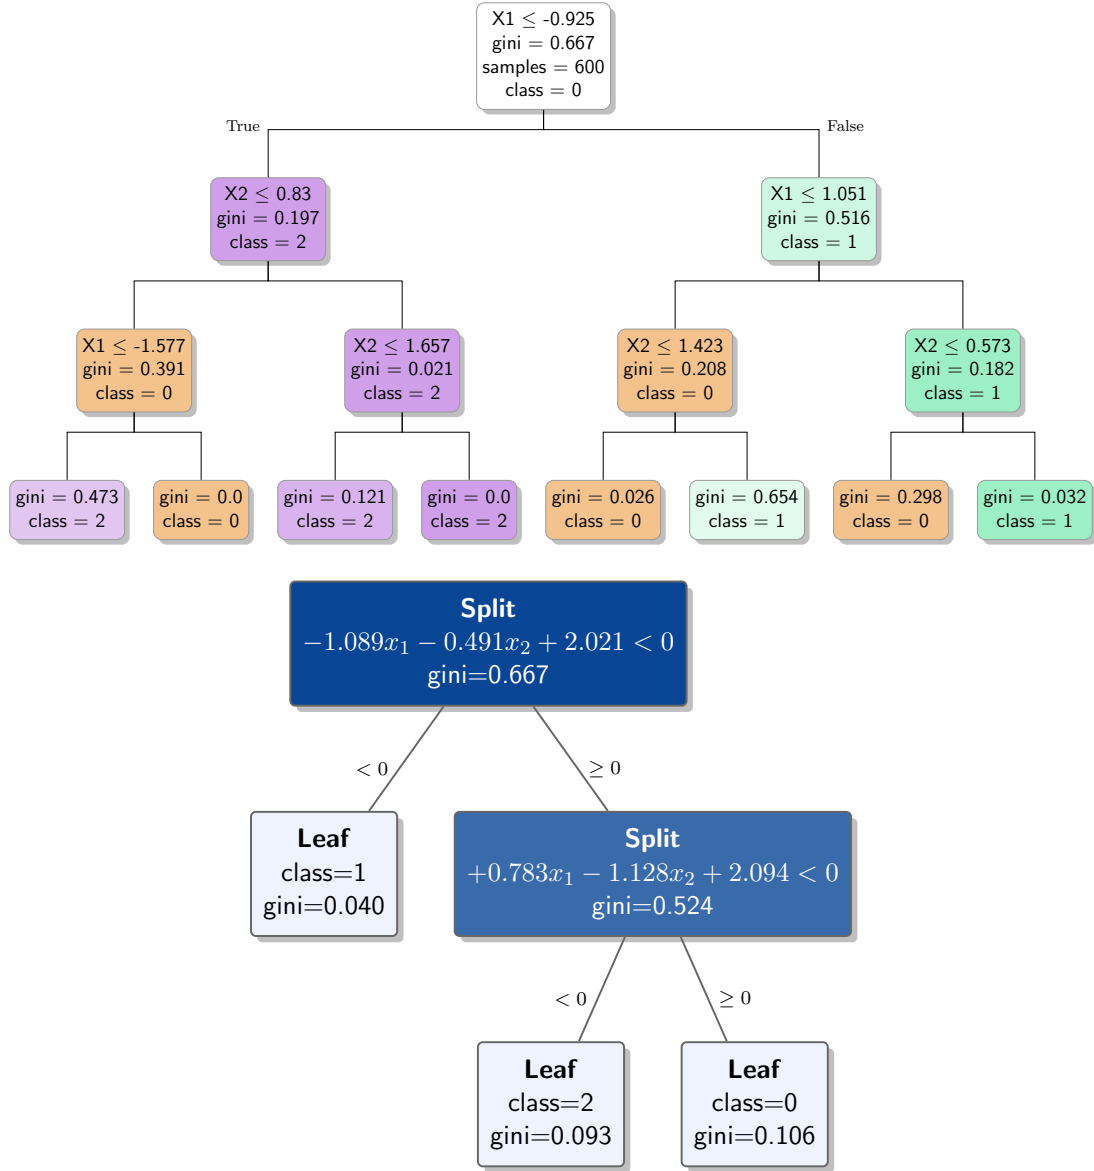 X1 ≤ -0.925
gini = 0.667
samples = 600
class = 0
True
False
X2 ≤ 0.83
gini = 0.197
class = 2
X1 ≤ 1.051
gini = 0.516
class = 1
X1 ≤ -1.577
gini = 0.391
class = 0
X2 ≤ 1.657
gini = 0.021
class = 2
X2 ≤ 1.423
gini = 0.208
class = 0
X2 ≤ 0.573
gini = 0.182
class = 1
gini = 0.473
class = 2
gini = 0.0
class = 0
gini = 0.121
class = 2
gini = 0.0
class = 2
gini = 0.026
class = 0
gini = 0.654
class = 1
gini = 0.298
class = 0
gini = 0.032
class = 1
Split
−1.089x₁ − 0.491x₂ + 2.021 < 0
gini=0.667
< 0
≥ 0
Leaf
class=1
gini=0.040
Split
+0.783x₁ − 1.128x₂ + 2.094 < 0
gini=0.524
< 0
≥ 0
Leaf
class=2
gini=0.093
Leaf
class=0
gini=0.106